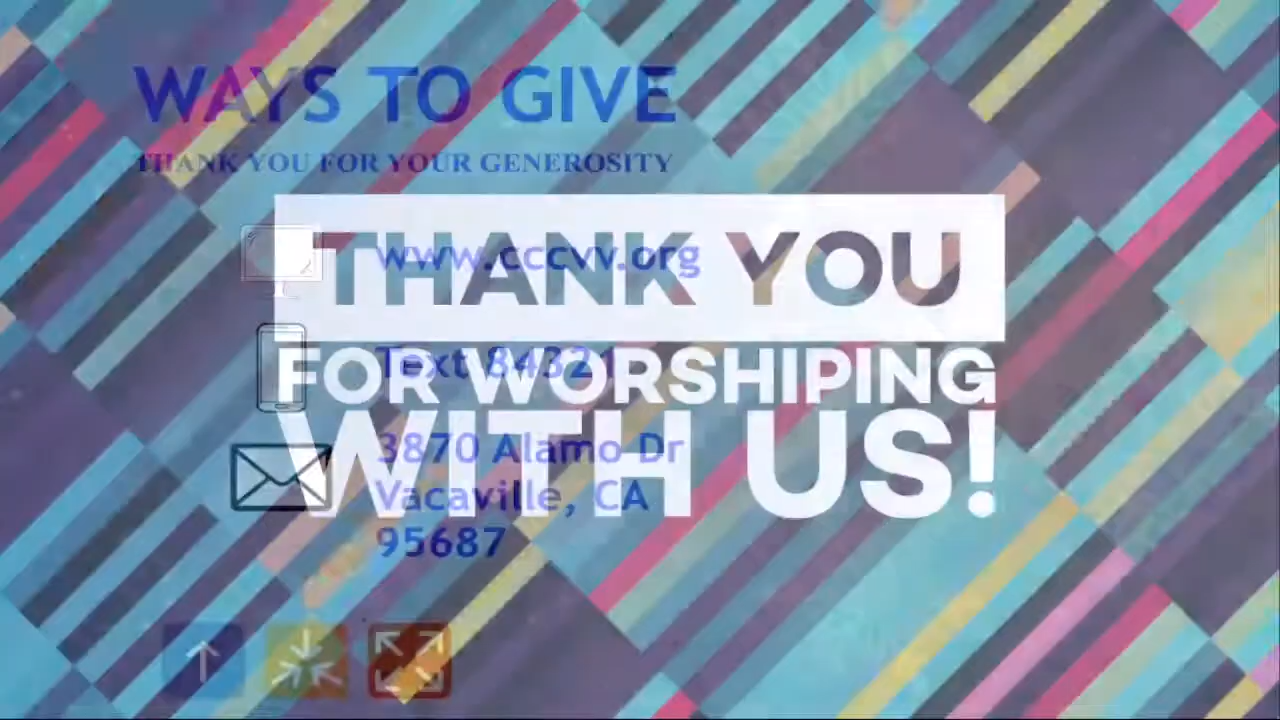 WAYS TO GIVE
THANK YOU FOR YOUR GENEROSITY
www.cccvv.org
Text 84321
3870 Alamo Dr
Vacaville, CA
95687
THANK YOU
FOR WORSHIPING
WITH US!